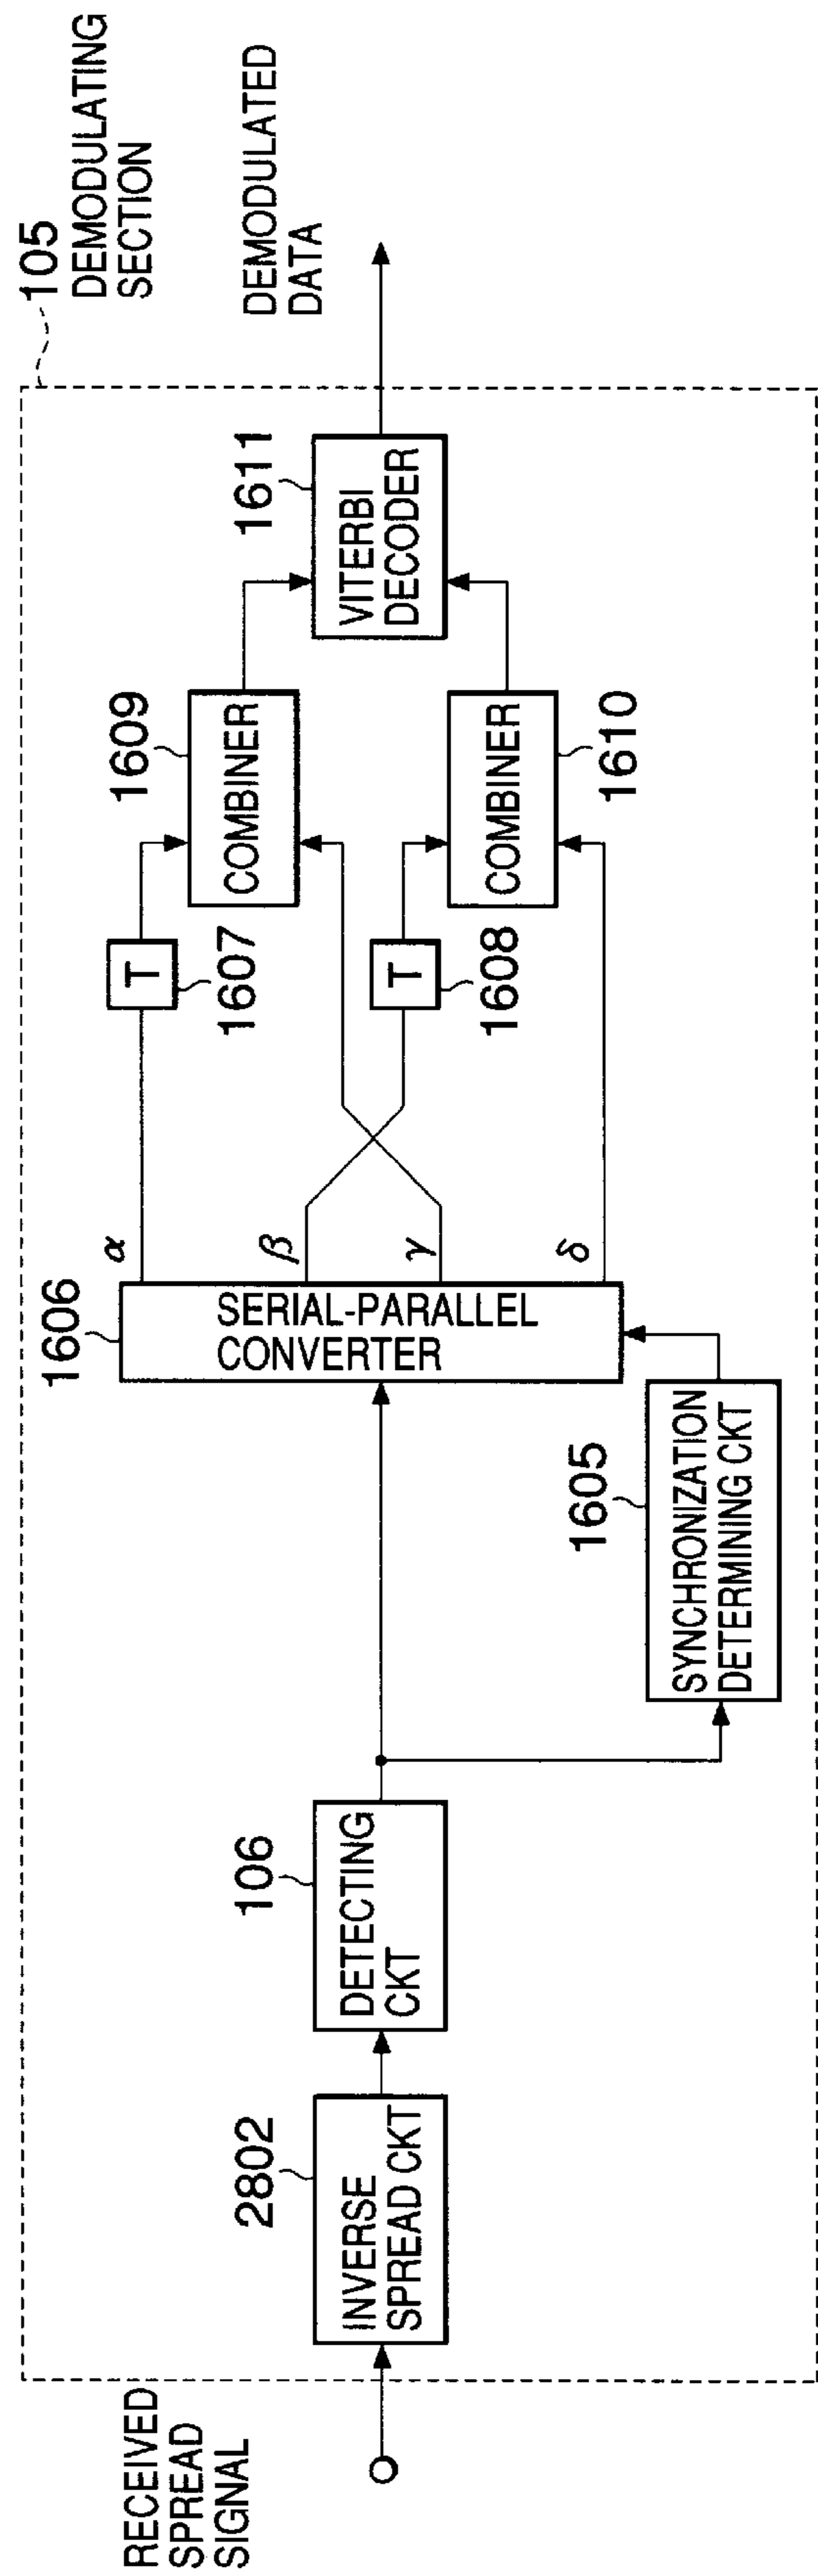 RECEIVED
SPREAD
SIGNAL
2802
INVERSE
SPREAD CKT
106
DETECTING
CKT
1605
SYNCHRONIZATION
DETERMINING CKT
1606
SERIAL-PARALLEL
CONVERTER
α
β
γ
δ
T
1607
T
1608
1609
COMBINER
COMBINER
1610
1611
VITERBI
DECODER
105
DEMODULATING
SECTION
DEMODULATED
DATA